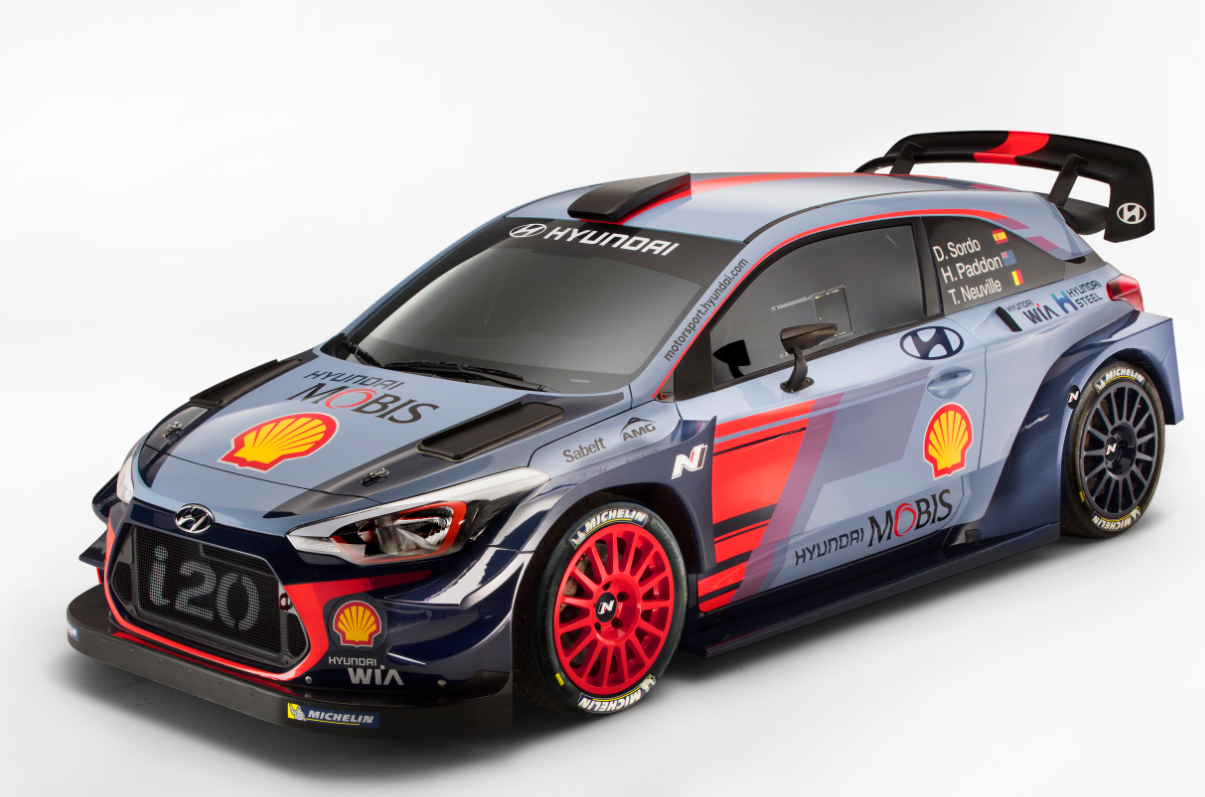 HYUNDAI
motorsport.hyundai.com
D. Sordo
H. Paddon
T. Neuville
HYUNDAI
WIA
HYUNDAI
STEEL
HYUNDAI
MOBIS
Sabelt
AMG
N
HYUNDAI MOBIS
i20
HYUNDAI
WIA
MICHELIN
MICHELIN
N
MICHELIN
MICHELIN
N
N
MICHELIN